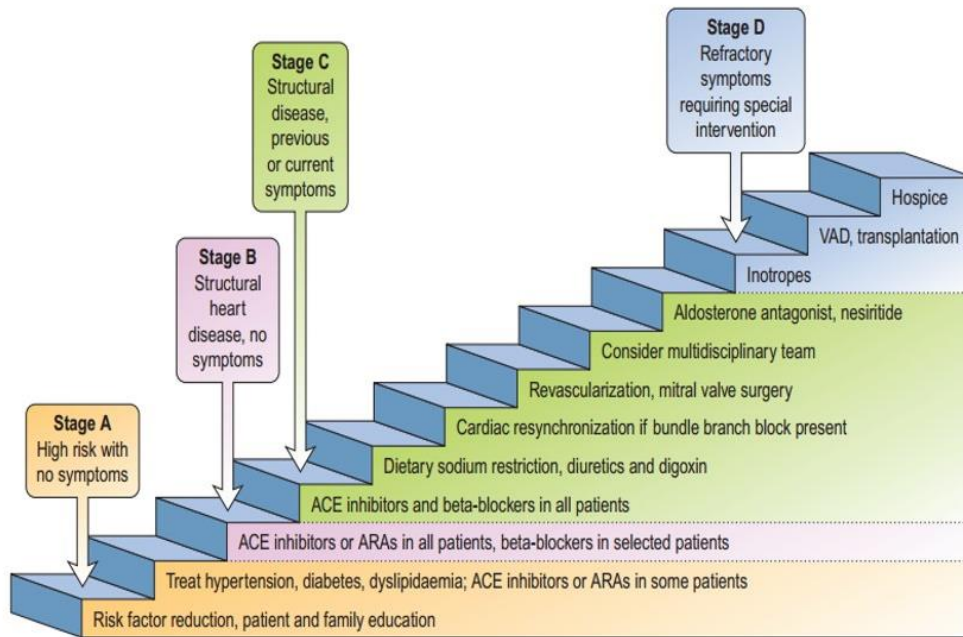 Stage A
High risk with
no symptoms
Stage B
Structural
heart
disease, no
symptoms
Stage C
Structural
disease,
previous
or current
symptoms
Stage D
Refractory
symptoms
requiring special
intervention
Hospice
VAD, transplantation
Inotropes
Aldosterone antagonist, nesiritide
Consider multidisciplinary team
Revascularization, mitral valve surgery
Cardiac resynchronization if bundle branch block present
Dietary sodium restriction, diuretics and digoxin
ACE inhibitors and beta-blockers in all patients
ACE inhibitors or ARAs in all patients, beta-blockers in selected patients
Treat hypertension, diabetes, dyslipidaemia; ACE inhibitors or ARAs in some patients
Risk factor reduction, patient and family education